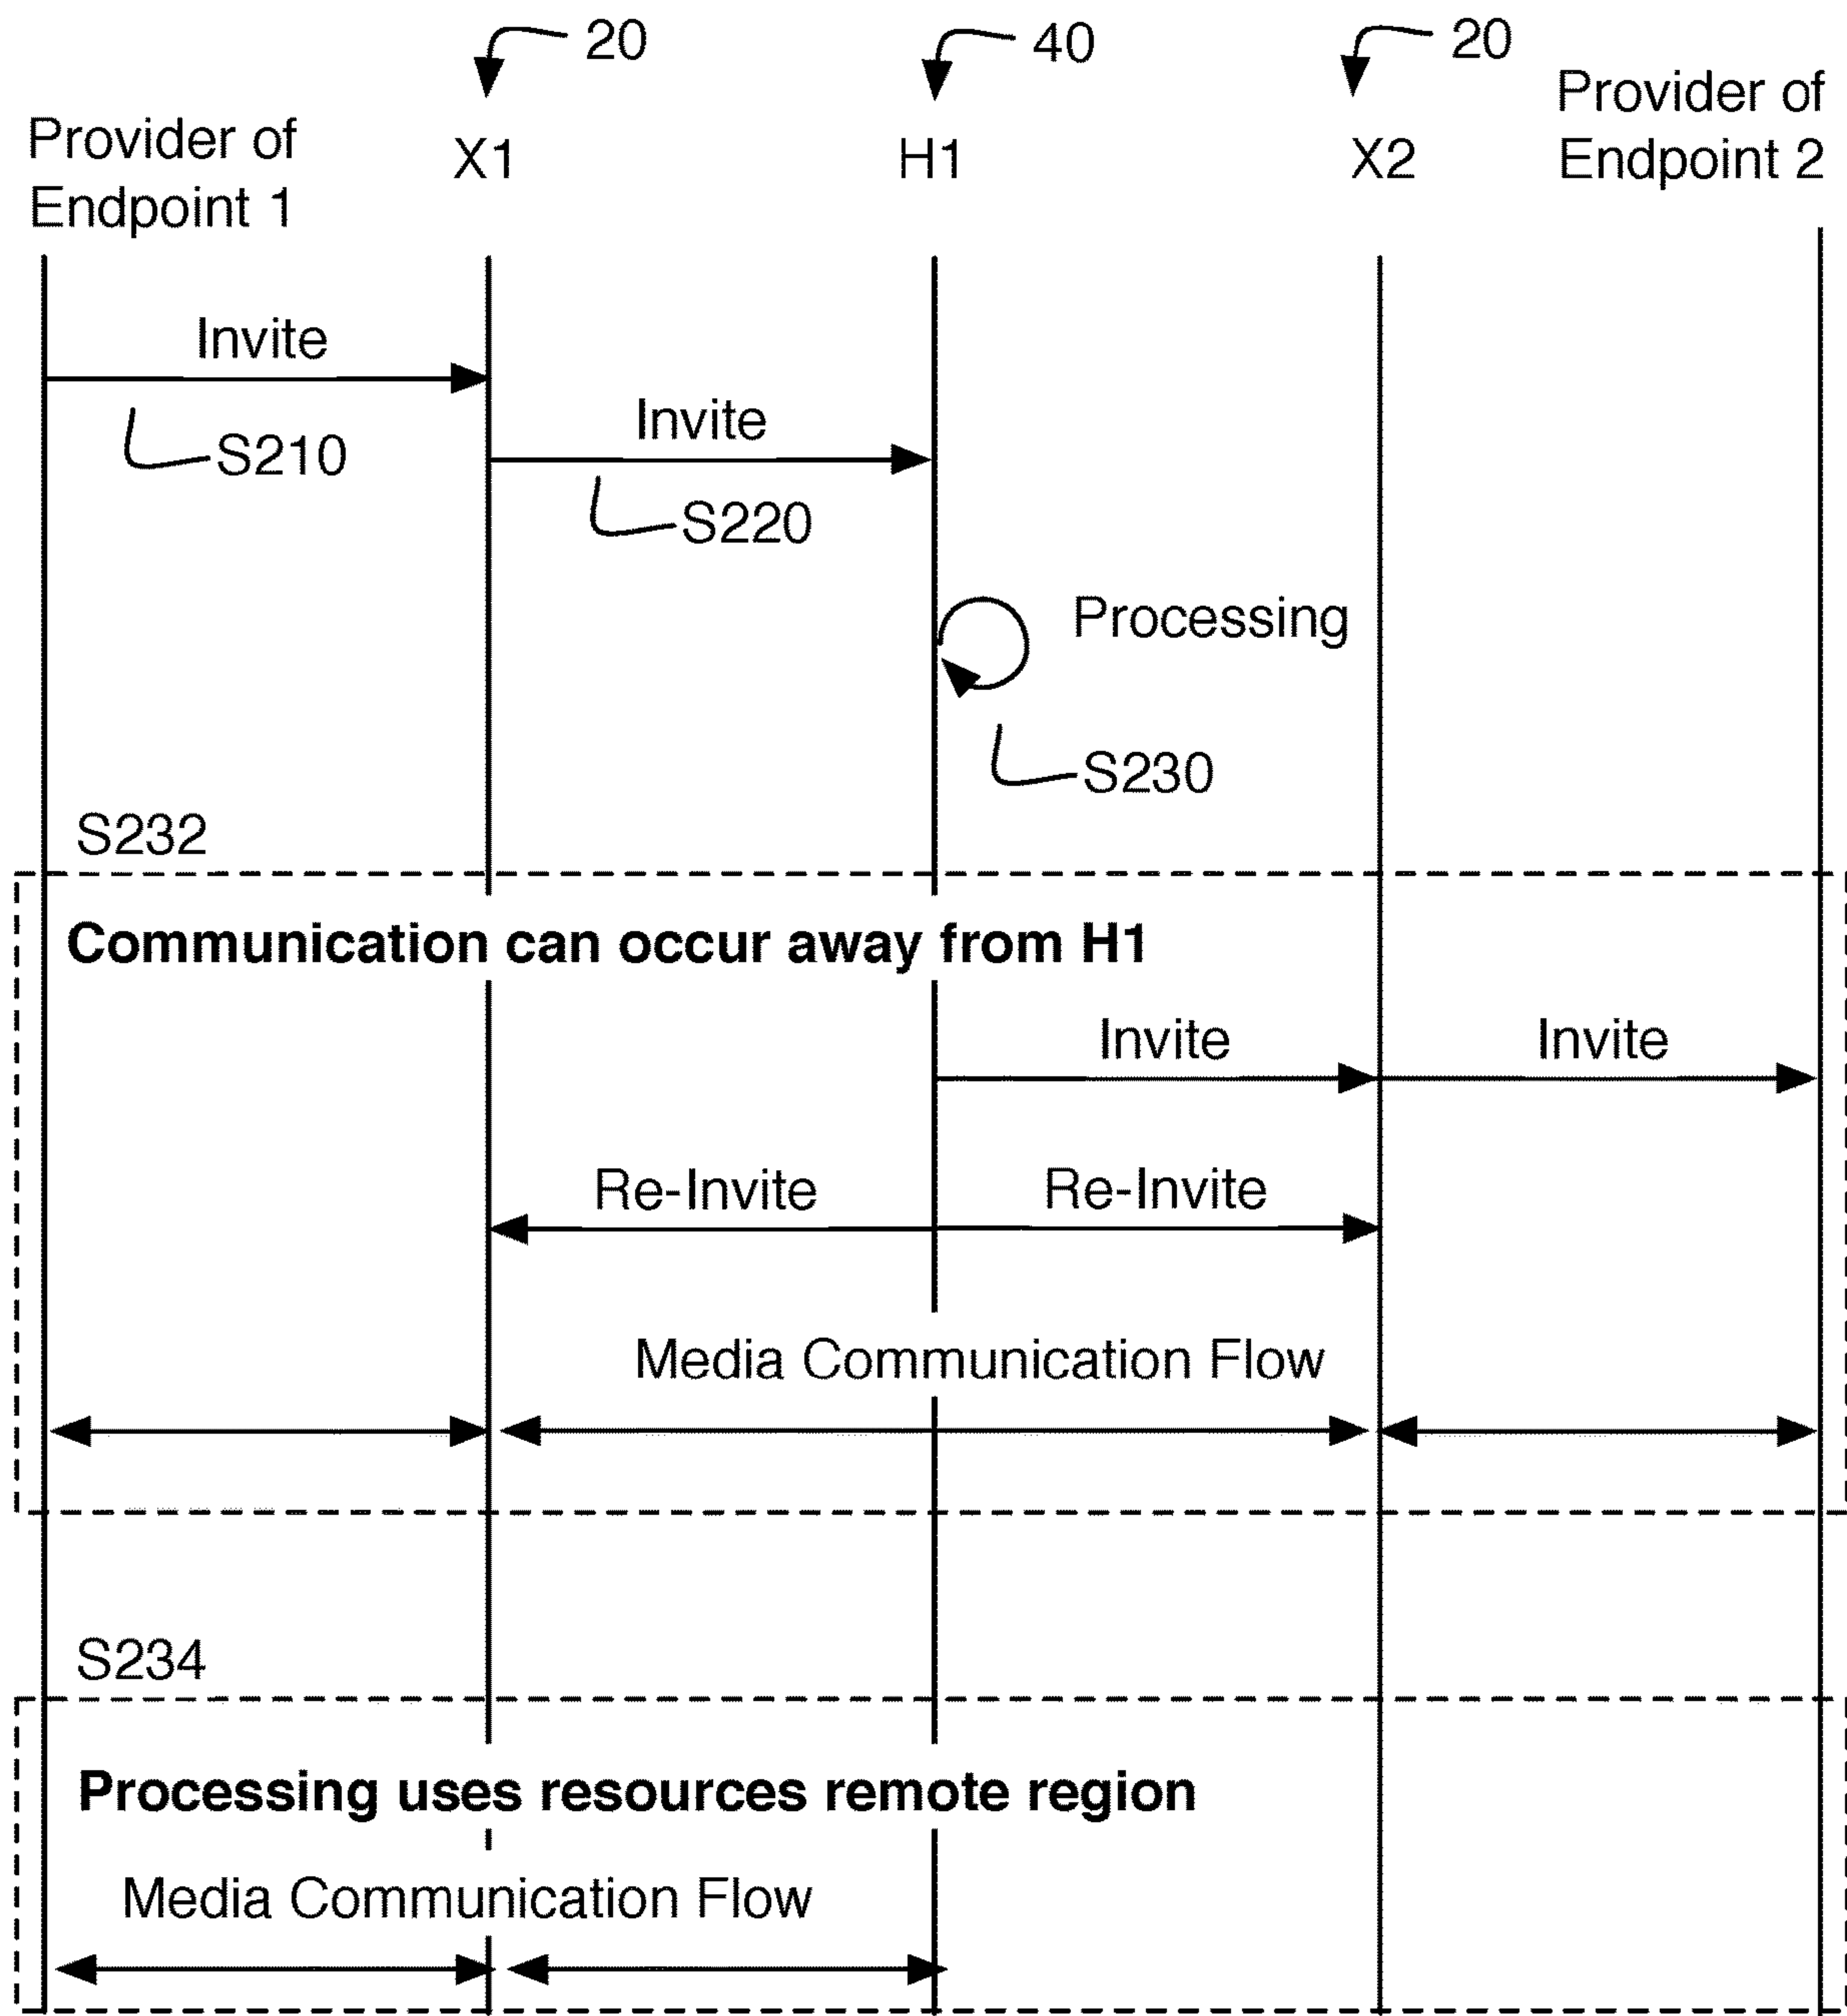 20
40
20
Provider of
Endpoint 1
X1
H1
X2
Provider of
Endpoint 2
Invite
S210
Invite
S220
Processing
S230
S232
Communication can occur away from H1
Invite
Invite
Re-Invite
Re-Invite
Media Communication Flow
S234
Processing uses resources remote region
Media Communication Flow